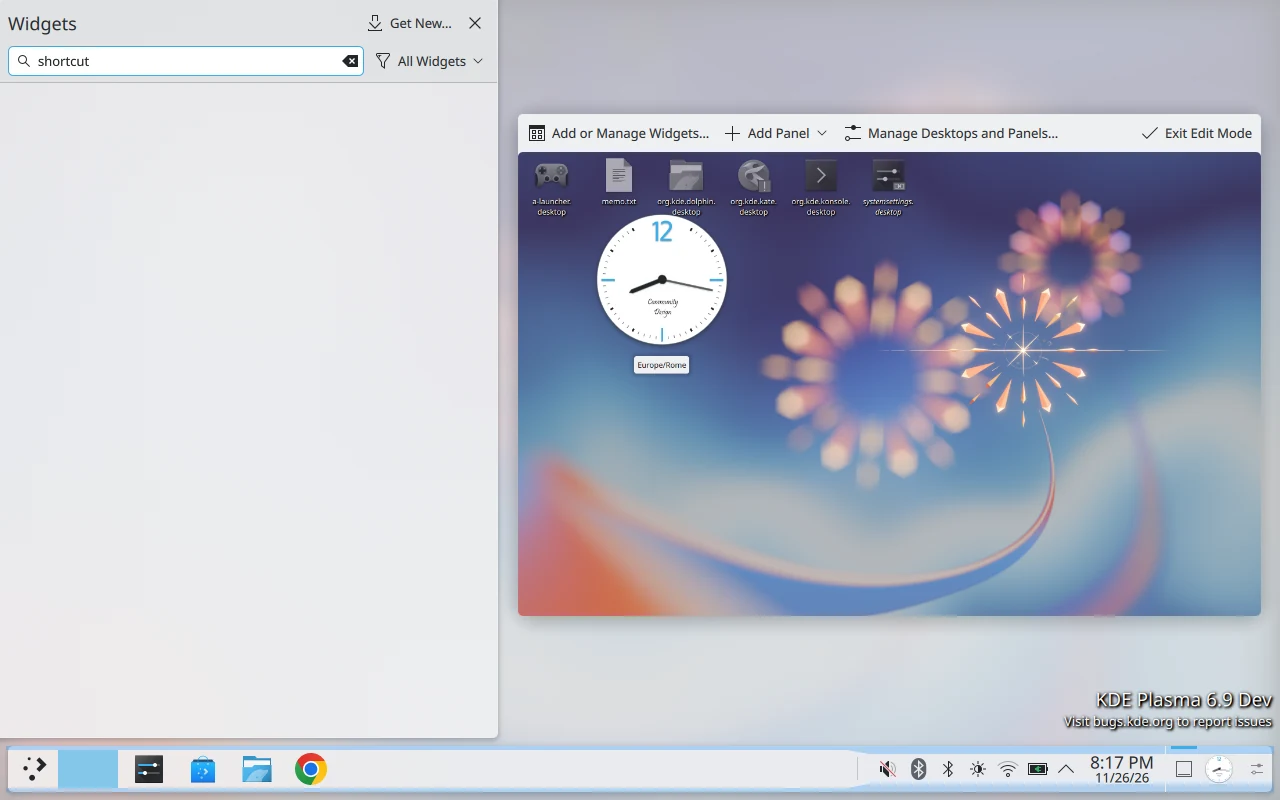 Widgets
Get New...
shortcut
All Widgets
Add or Manage Widgets...
Add Panel
Manage Desktops and Panels...
Exit Edit Mode
a-launcher.
desktop
memo.txt
org.kde.dolphin.
desktop
org.kde.kate.
desktop
org.kde.konsole.
desktop
systemsettings.
desktop
12
Community
Design
Europe/Rome
KDE Plasma 6.9 Dev
Visit bugs.kde.org to report issues
8:17 PM
11/26/26